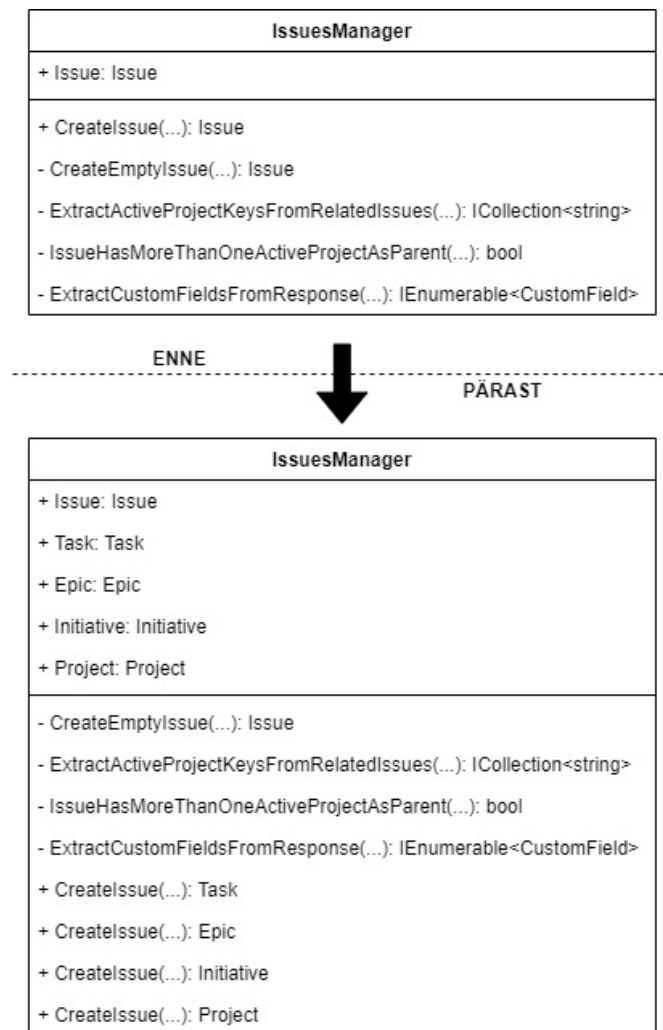 IssuesManager
+ Issue: Issue
+ CreateIssue(...): Issue
- CreateEmptyIssue(...): Issue
- ExtractActiveProjectKeysFromRelatedIssues(...): ICollection<string>
- IssueHasMoreThanOneActiveProjectAsParent(...): bool
- ExtractCustomFieldsFromResponse(...): IEnumerable<CustomField>
ENNE
PÄRAST
IssuesManager
+ Issue: Issue
+ Task: Task
+ Epic: Epic
+ Initiative: Initiative
+ Project: Project
- CreateEmptyIssue(...): Issue
- ExtractActiveProjectKeysFromRelatedIssues(...): ICollection<string>
- IssueHasMoreThanOneActiveProjectAsParent(...): bool
- ExtractCustomFieldsFromResponse(...): IEnumerable<CustomField>
+ CreateIssue(...): Task
+ CreateIssue(...): Epic
+ CreateIssue(...): Initiative
+ CreateIssue(...): Project